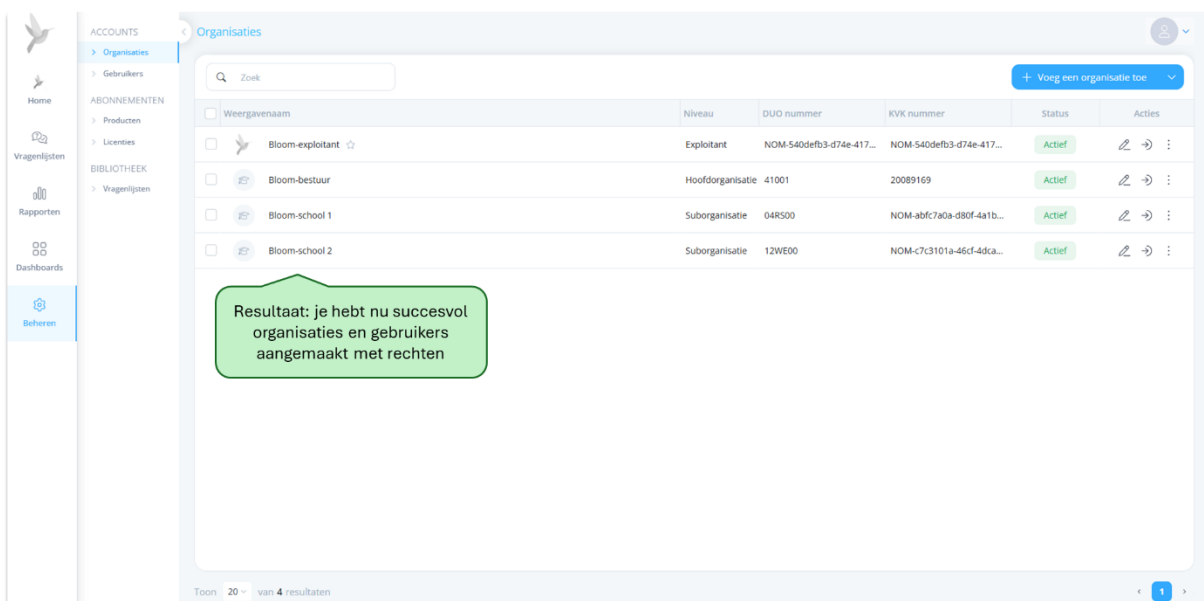 ACCOUNTS
Organisaties
Gebruikers
ABONNEMENTEN
Producten
Licenties
BIBLIOTHEEK
Vragenlijsten
Home
Vragenlijsten
Rapporten
Dashboards
Beheren
Organisaties
Zoek
+ Voeg een organisatie toe
Weergavenaam Niveau DUO nummer KVK nummer Status Acties
Bloom-exploitant Exploitant NOM-540defb3-d74e-417... NOM-540defb3-d74e-417... Actief
Bloom-bestuur Hoofdorganisatie 41001 20089169 Actief
Bloom-school 1 Suborganisatie 04RS00 NOM-abfc7a0a-d80f-4a1b... Actief
Bloom-school 2 Suborganisatie 12WE00 NOM-c7c3101a-46cf-4dca... Actief
Resultaat: je hebt nu succesvol
organisaties en gebruikers
aangemaakt met rechten
Toon 20 van 4 resultaten
1